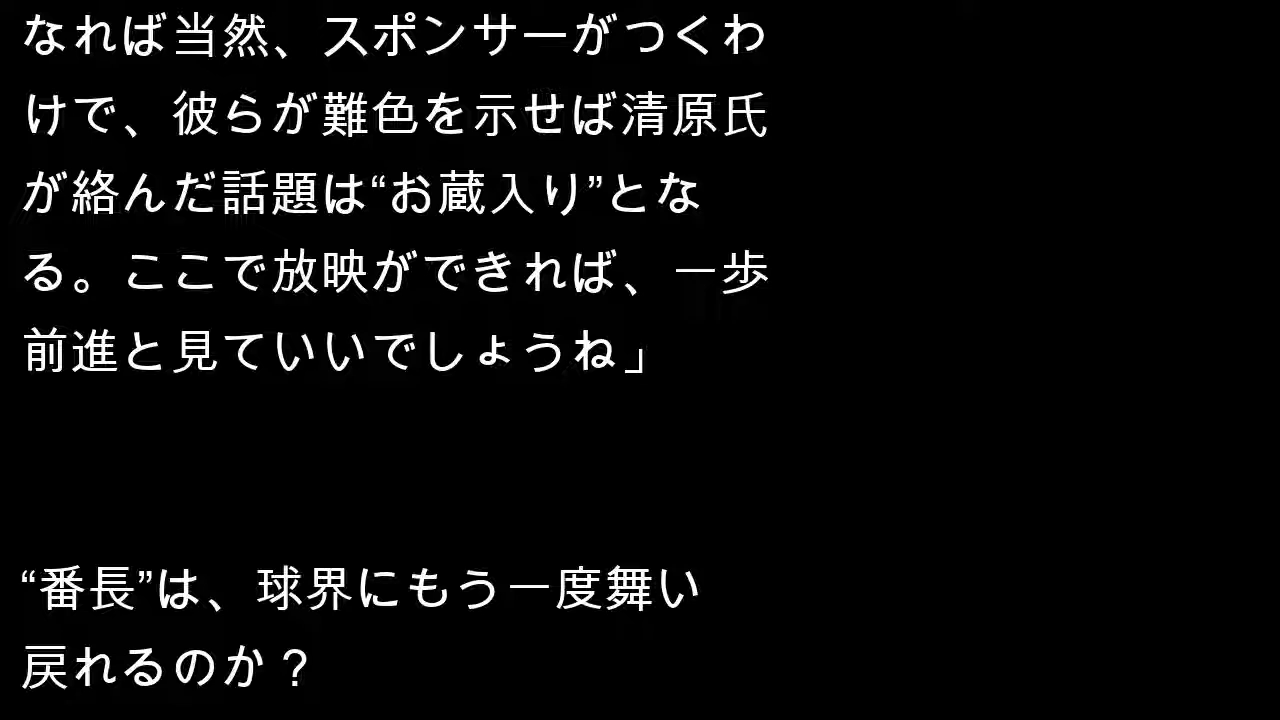 なれば当然、スポンサーがつくわ
けで、彼らが難色を示せば清原氏
が絡んだ話題は“お蔵入り”とな
る。ここで放映ができれば、一歩
前進と見ていいでしょうね」
“番長”は、球界にもう一度舞い
戻れるのか？